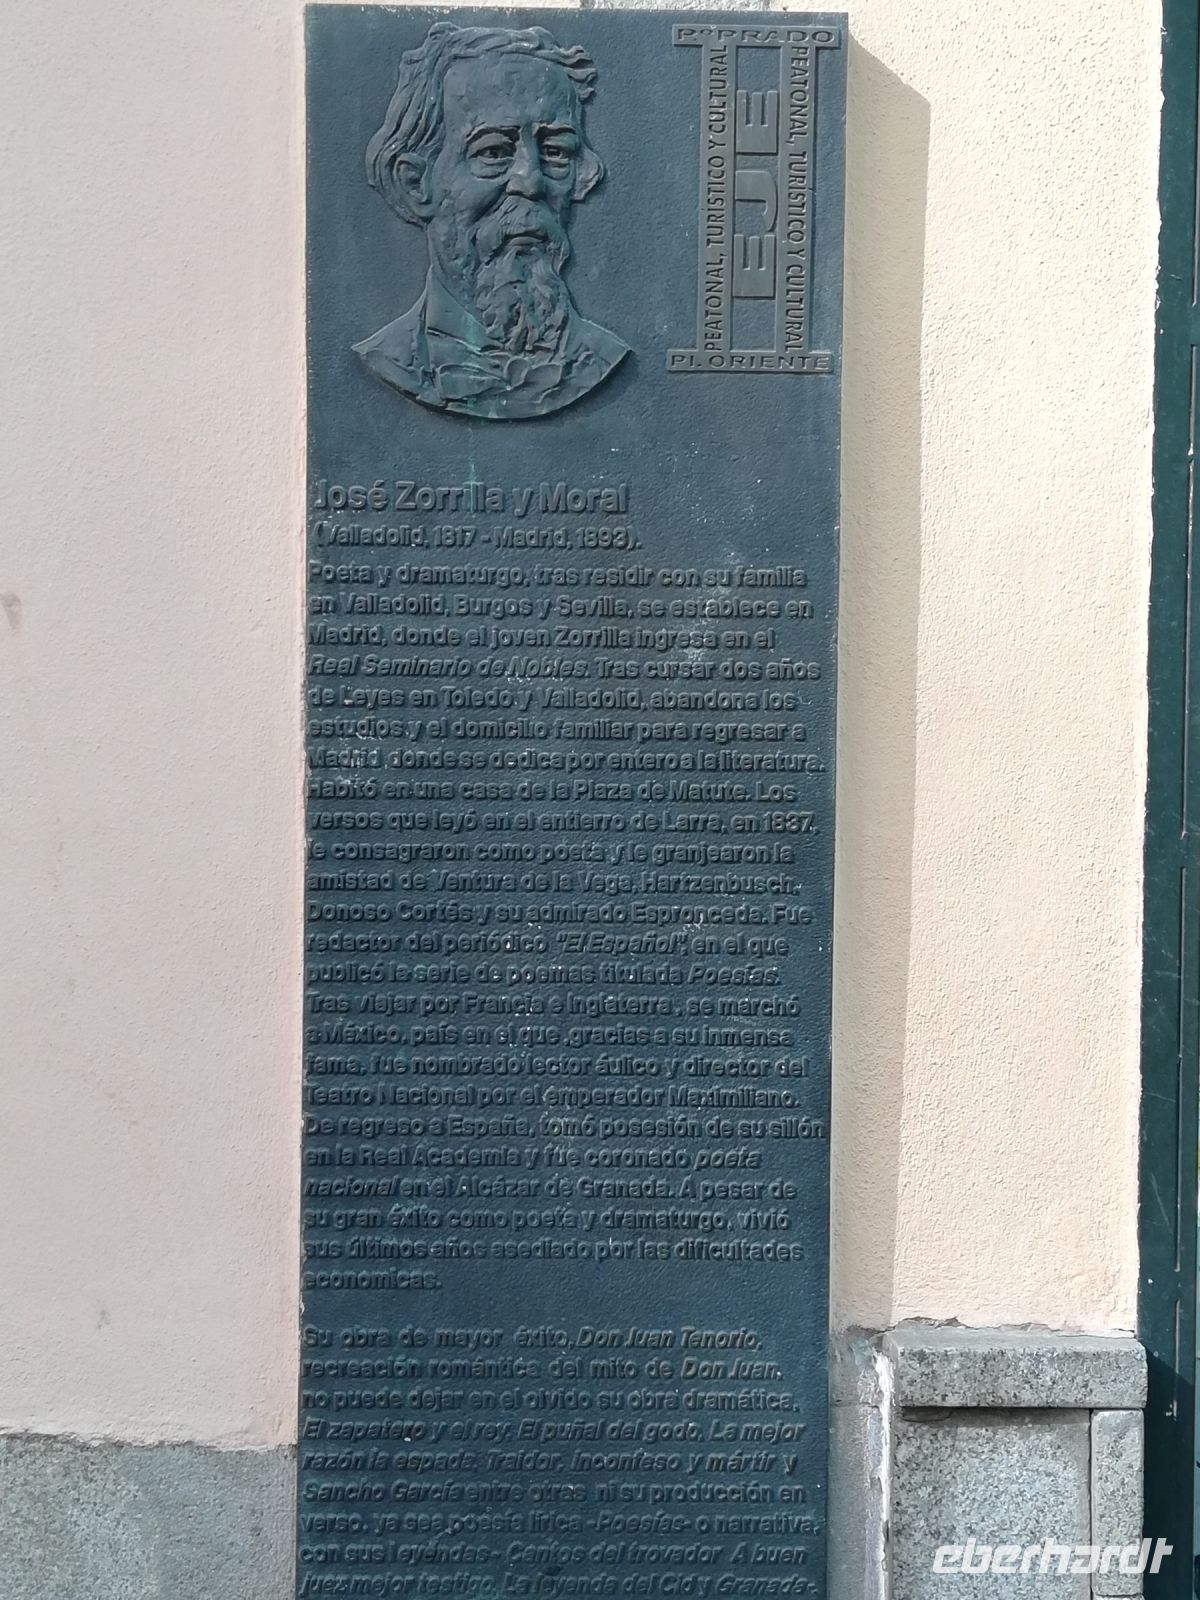 Pº PRADO
PEATONAL, TURÍSTICO Y CULTURAL
EJE
PEATONAL, TURÍSTICO Y CULTURAL
Pl. ORIENTE
José Zorrilla y Moral
(Valladolid, 1817 - Madrid, 1893).
Poeta y dramaturgo, tras residir con su familia
en Valladolid, Burgos y Sevilla, se establece en
Madrid, donde el joven Zorrilla ingresa en el
Real Seminario de Nobles. Tras cursar dos años
de Leyes en Toledo y Valladolid, abandona los
estudios y el domicilio familiar para regresar a
Madrid, donde se dedica por entero a la literatura.
Habitó en una casa de la Plaza de Matute. Los
versos que leyó en el entierro de Larra, en 1837,
le consagraron como poeta y le granjearon la
amistad de Ventura de la Vega, Hartzenbusch,
Donoso Cortés y su admirado Espronceda. Fue
redactor del periódico "El Español", en el que
publicó la serie de poemas titulada Poesías.
Tras viajar por Francia e Inglaterra, se marchó
a México, país en el que ,gracias a su inmensa
fama, fue nombrado lector áulico y director del
Teatro Nacional por el emperador Maximiliano.
De regreso a España, tomó posesión de su sillón
en la Real Academia y fue coronado poeta
nacional en el Alcázar de Granada. A pesar de
su gran éxito como poeta y dramaturgo, vivió
sus últimos años asediado por las dificultades
economicas.
Su obra de mayor éxito, Don Juan Tenorio,
recreación romántica del mito de Don Juan,
no puede dejar en el olvido su obra dramática,
El zapatero y el rey, El puñal del godo, La mejor
razón la espada, Traidor, inconfeso y mártir y
Sancho García entre otras ni su producción en
verso, ya sea poesía lírica -Poesías- o narrativa,
con sus leyendas- Cantos del trovador A buen
juez mejor testigo, La leyenda del Cid y Granada-.
eberhardt